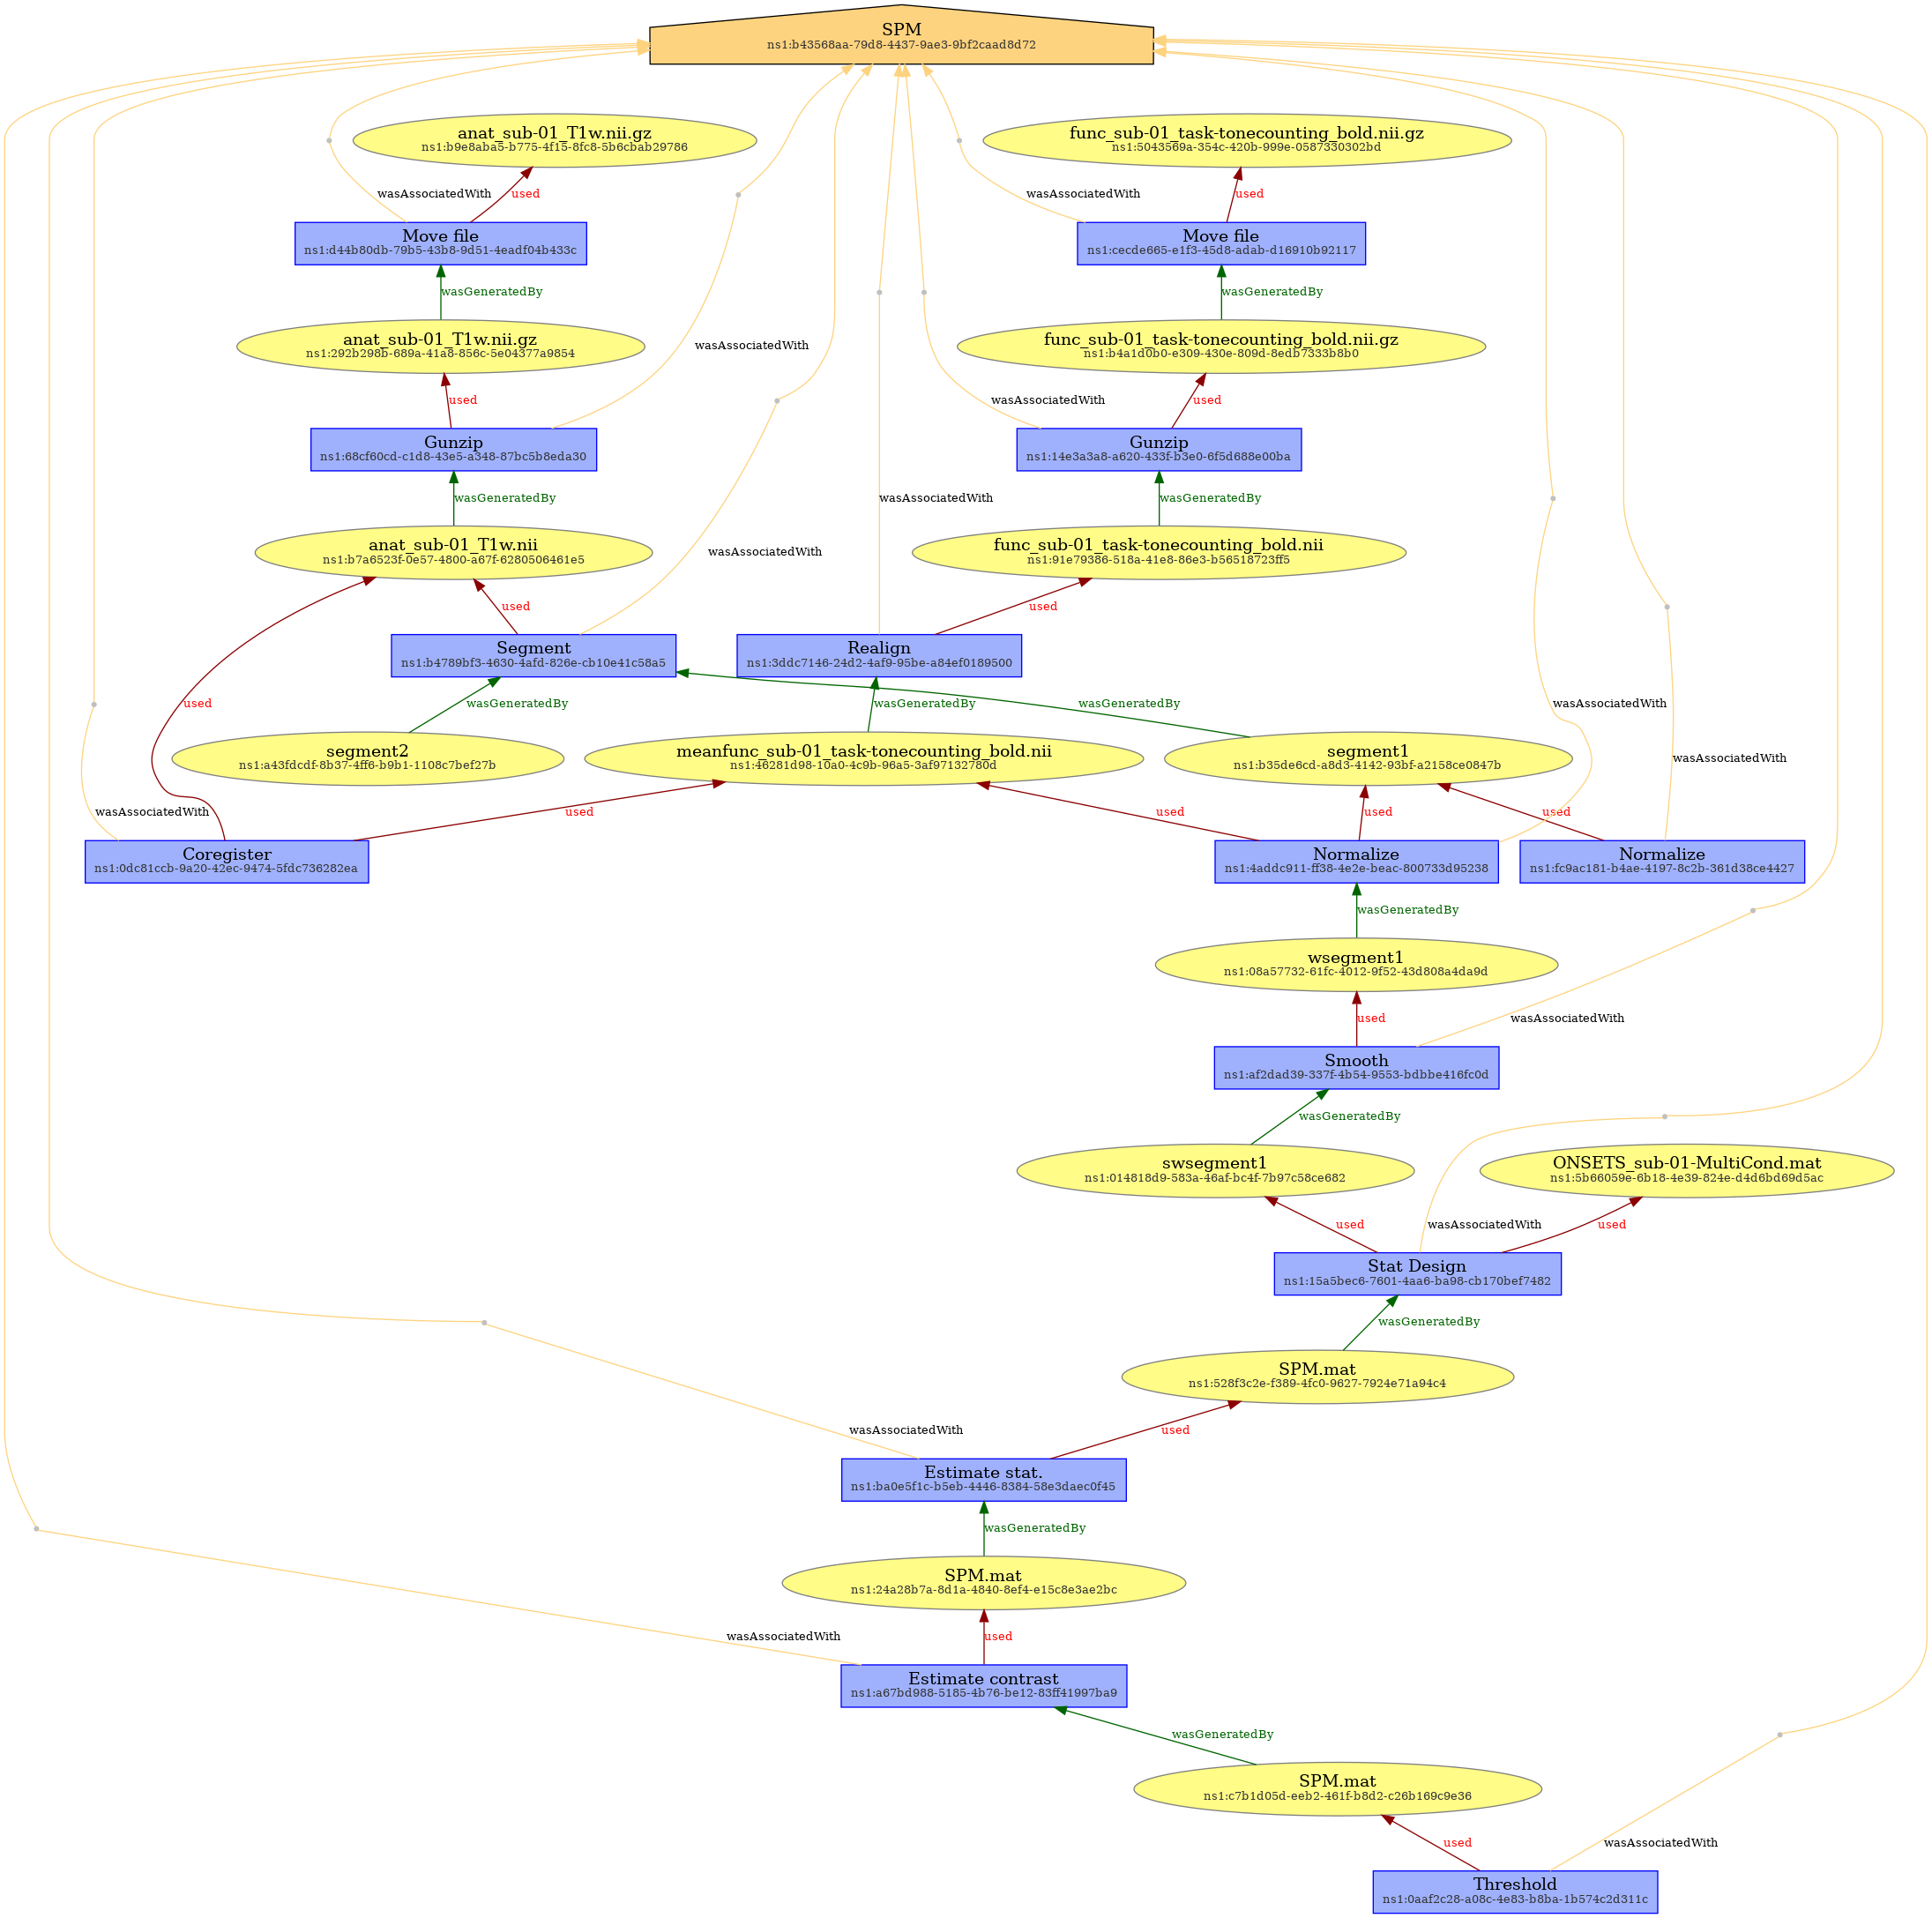 SPM
ns1:b43568aa-79d8-4437-9ae3-9bf2caad8d72
anat_sub-01_T1w.nii.gz
ns1:b9e8aba5-b775-4f15-8fc8-5b6cbab29786
func_sub-01_task-tonecounting_bold.nii.gz
ns1:5043569a-354c-420b-999e-0587330302bd
wasAssociatedWith
used
wasAssociatedWith
used
Move file
ns1:d44b80db-79b5-43b8-9d51-4eadf04b433c
Move file
ns1:cecde665-e1f3-45d8-adab-d16910b92117
wasGeneratedBy
wasGeneratedBy
anat_sub-01_T1w.nii.gz
ns1:292b298b-689a-41a8-856c-5e04377a9854
wasAssociatedWith
func_sub-01_task-tonecounting_bold.nii.gz
ns1:b4a1d0b0-e309-430e-809d-8edb7333b8b0
used
wasAssociatedWith
used
Gunzip
ns1:68cf60cd-c1d8-43e5-a348-87bc5b8eda30
Gunzip
ns1:14e3a3a8-a620-433f-b3e0-6f5d688e00ba
wasGeneratedBy
wasAssociatedWith
wasGeneratedBy
anat_sub-01_T1w.nii
ns1:b7a6523f-0e57-4800-a67f-6280506461e5
wasAssociatedWith
func_sub-01_task-tonecounting_bold.nii
ns1:91e79386-518a-41e8-86e3-b56518723ff5
used
used
Segment
ns1:b4789bf3-4630-4afd-826e-cb10e41c58a5
Realign
ns1:3ddc7146-24d2-4af9-95be-a84ef0189500
used
wasGeneratedBy
wasGeneratedBy
wasGeneratedBy
wasAssociatedWith
segment2
ns1:a43fdcdf-8b37-4ff6-b9b1-1108c7bef27b
meanfunc_sub-01_task-tonecounting_bold.nii
ns1:46281d98-10a0-4c9b-96a5-3af97132780d
segment1
ns1:b35de6cd-a8d3-4142-93bf-a2158ce0847b
wasAssociatedWith
wasAssociatedWith
used
used
used
used
Coregister
ns1:0dc81ccb-9a20-42ec-9474-5fdc736282ea
Normalize
ns1:4addc911-ff38-4e2e-beac-800733d95238
Normalize
ns1:fc9ac181-b4ae-4197-8c2b-361d38ce4427
wasGeneratedBy
wsegment1
ns1:08a57732-61fc-4012-9f52-43d808a4da9d
used
wasAssociatedWith
Smooth
ns1:af2dad39-337f-4b54-9553-bdbbe416fc0d
wasGeneratedBy
swsegment1
ns1:014818d9-583a-46af-bc4f-7b97c58ce682
ONSETS_sub-01-MultiCond.mat
ns1:5b66059e-6b18-4e39-824e-d4d6bd69d5ac
used
wasAssociatedWith
used
Stat Design
ns1:15a5bec6-7601-4aa6-ba98-cb170bef7482
wasGeneratedBy
SPM.mat
ns1:528f3c2e-f389-4fc0-9627-7924e71a94c4
wasAssociatedWith
used
Estimate stat.
ns1:ba0e5f1c-b5eb-4446-8384-58e3daec0f45
wasGeneratedBy
SPM.mat
ns1:24a28b7a-8d1a-4840-8ef4-e15c8e3ae2bc
wasAssociatedWith
used
Estimate contrast
ns1:a67bd988-5185-4b76-be12-83ff41997ba9
wasGeneratedBy
SPM.mat
ns1:c7b1d05d-eeb2-461f-b8d2-c26b169c9e36
used
wasAssociatedWith
Threshold
ns1:0aaf2c28-a08c-4e83-b8ba-1b574c2d311c